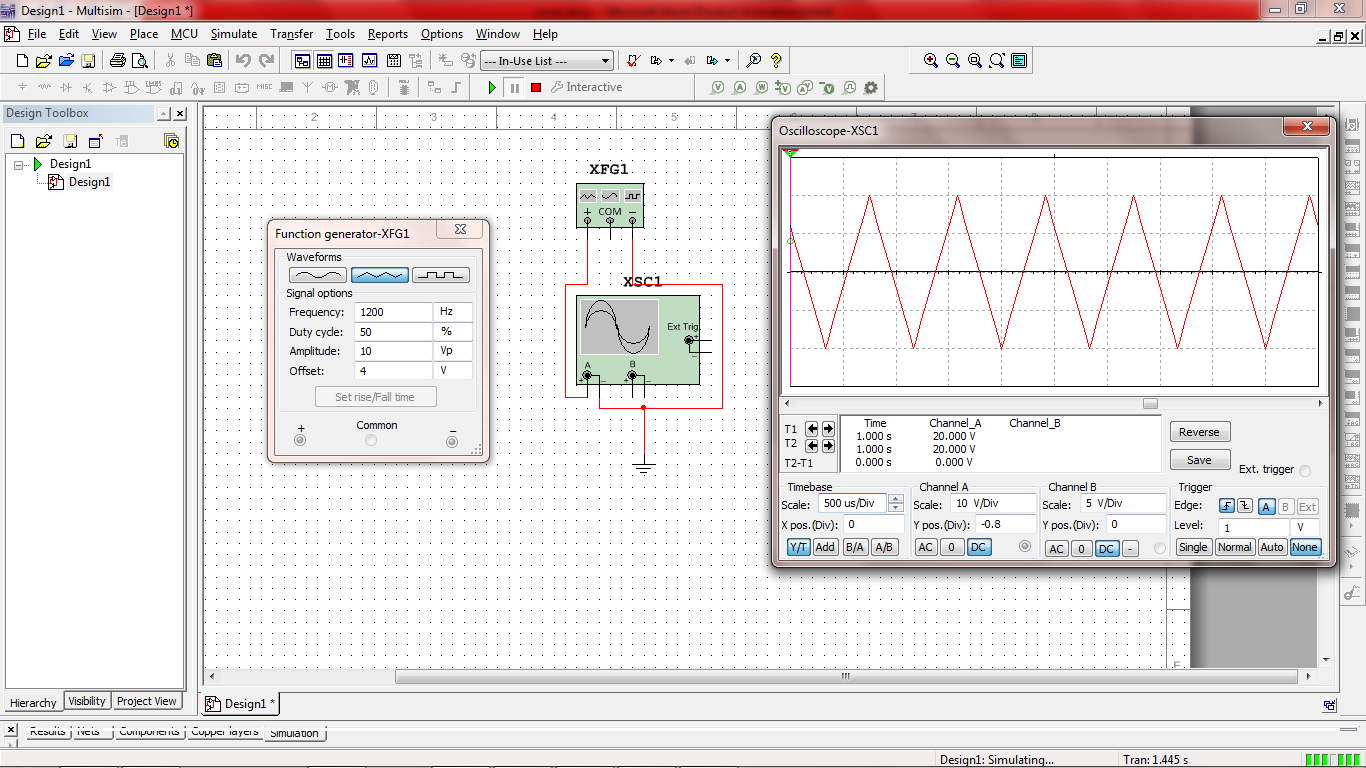 Design1 - Multisim - [Design1 *]
File Edit View Place MCU Simulate Transfer Tools Reports Options Window Help
--- In-Use List ---
MISC
Interactive
Design Toolbox
Design1
Design1
2 3 4 5
XFG1
+ COM −
XSC1
Ext Trig
+
−
A B
+ − + −
Function generator-XFG1
Waveforms
Signal options
Frequency: 1200 Hz
Duty cycle: 50 %
Amplitude: 10 Vp
Offset: 4 V
Set rise/Fall time
+ Common −
Oscilloscope-XSC1
Time Channel_A Channel_B
T1 1.000 s 20.000 V
T2 1.000 s 20.000 V
T2-T1 0.000 s 0.000 V
Reverse
Save
Ext. trigger
Timebase
Scale: 500 us/Div
X pos.(Div): 0
Y/T Add B/A A/B
Channel A
Scale: 10 V/Div
Y pos.(Div): -0.8
AC 0 DC
Channel B
Scale: 5 V/Div
Y pos.(Div): 0
AC 0 DC -
Trigger
Edge: A B Ext
Level: 1 V
Single Normal Auto None
Hierarchy Visibility Project View
Design1 *
Results Nets Components Copper layers Simulation
Design1: Simulating... Tran: 1.445 s